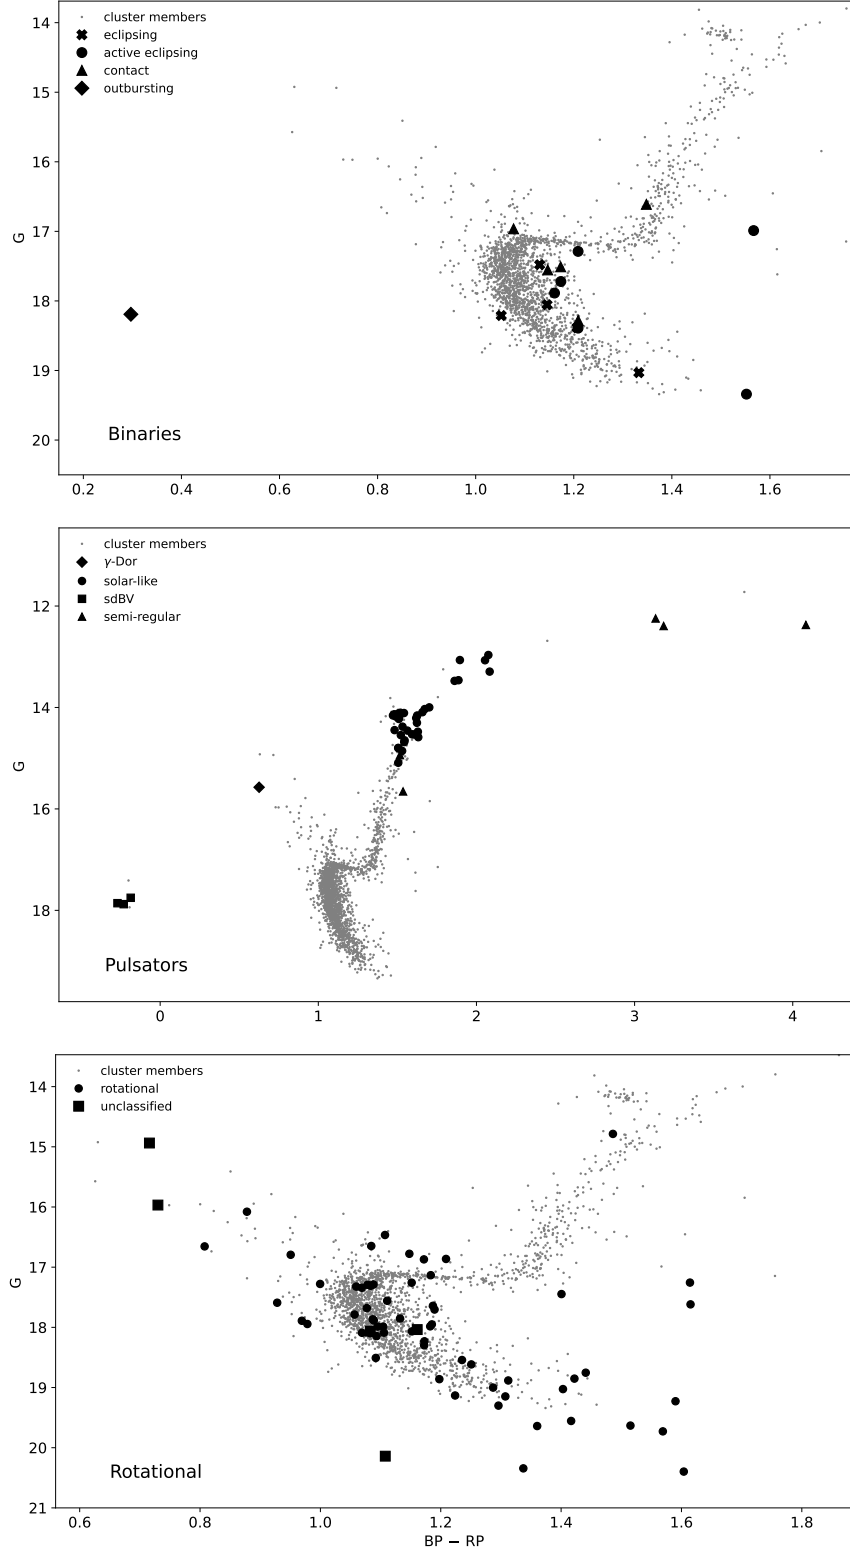 14
15
16
17
18
19
20
G
cluster members
eclipsing
active eclipsing
contact
outbursting
Binaries
0.2 0.4 0.6 0.8 1.0 1.2 1.4 1.6
12
14
16
18
G
cluster members
γ-Dor
solar-like
sdBV
semi-regular
Pulsators
0 1 2 3 4
14
15
16
17
18
19
20
21
G
cluster members
rotational
unclassified
Rotational
0.6 0.8 1.0 1.2 1.4 1.6 1.8
BP − RP